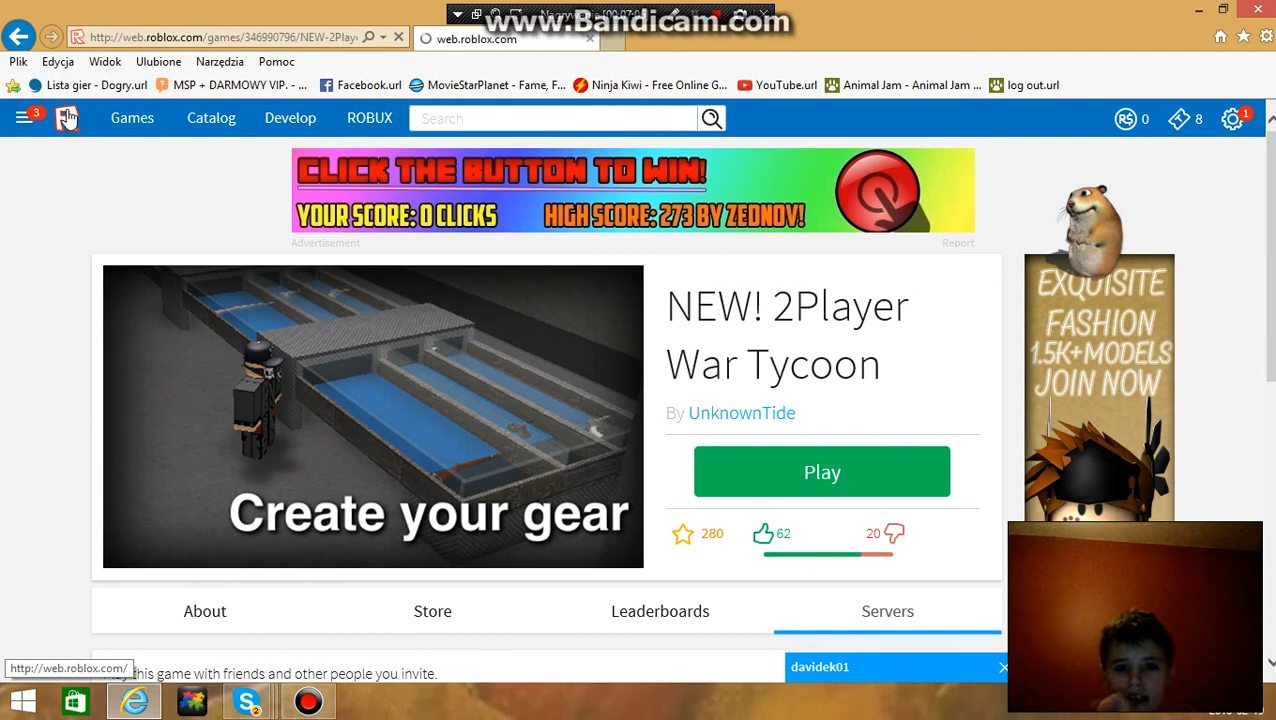 www.Bandicam.com
http://web.roblox.com/games/346990796/NEW-2Playe
web.roblox.com
Plik Edycja Widok Ulubione Narzędzia Pomoc
Lista gier - Dogry.url MSP + DARMOWY VIP. - ... Facebook.url MovieStarPlanet - Fame, F... Ninja Kiwi - Free Online G... YouTube.url Animal Jam - Animal Jam ... log out.url
3 Games Catalog Develop ROBUX Search 0 8 1
CLICK THE BUTTON TO WIN!
YOUR SCORE: 0 CLICKS HIGH SCORE: 273 BY ZEDNOV!
Advertisement Report
EXQUISITE
FASHION
1.5K+MODELS
JOIN NOW
NEW! 2Player
War Tycoon
By UnknownTide
Play
280 62 20
Create your gear
About Store Leaderboards Servers
this game with friends and other people you invite.
davidek01
http://web.roblox.com/
2